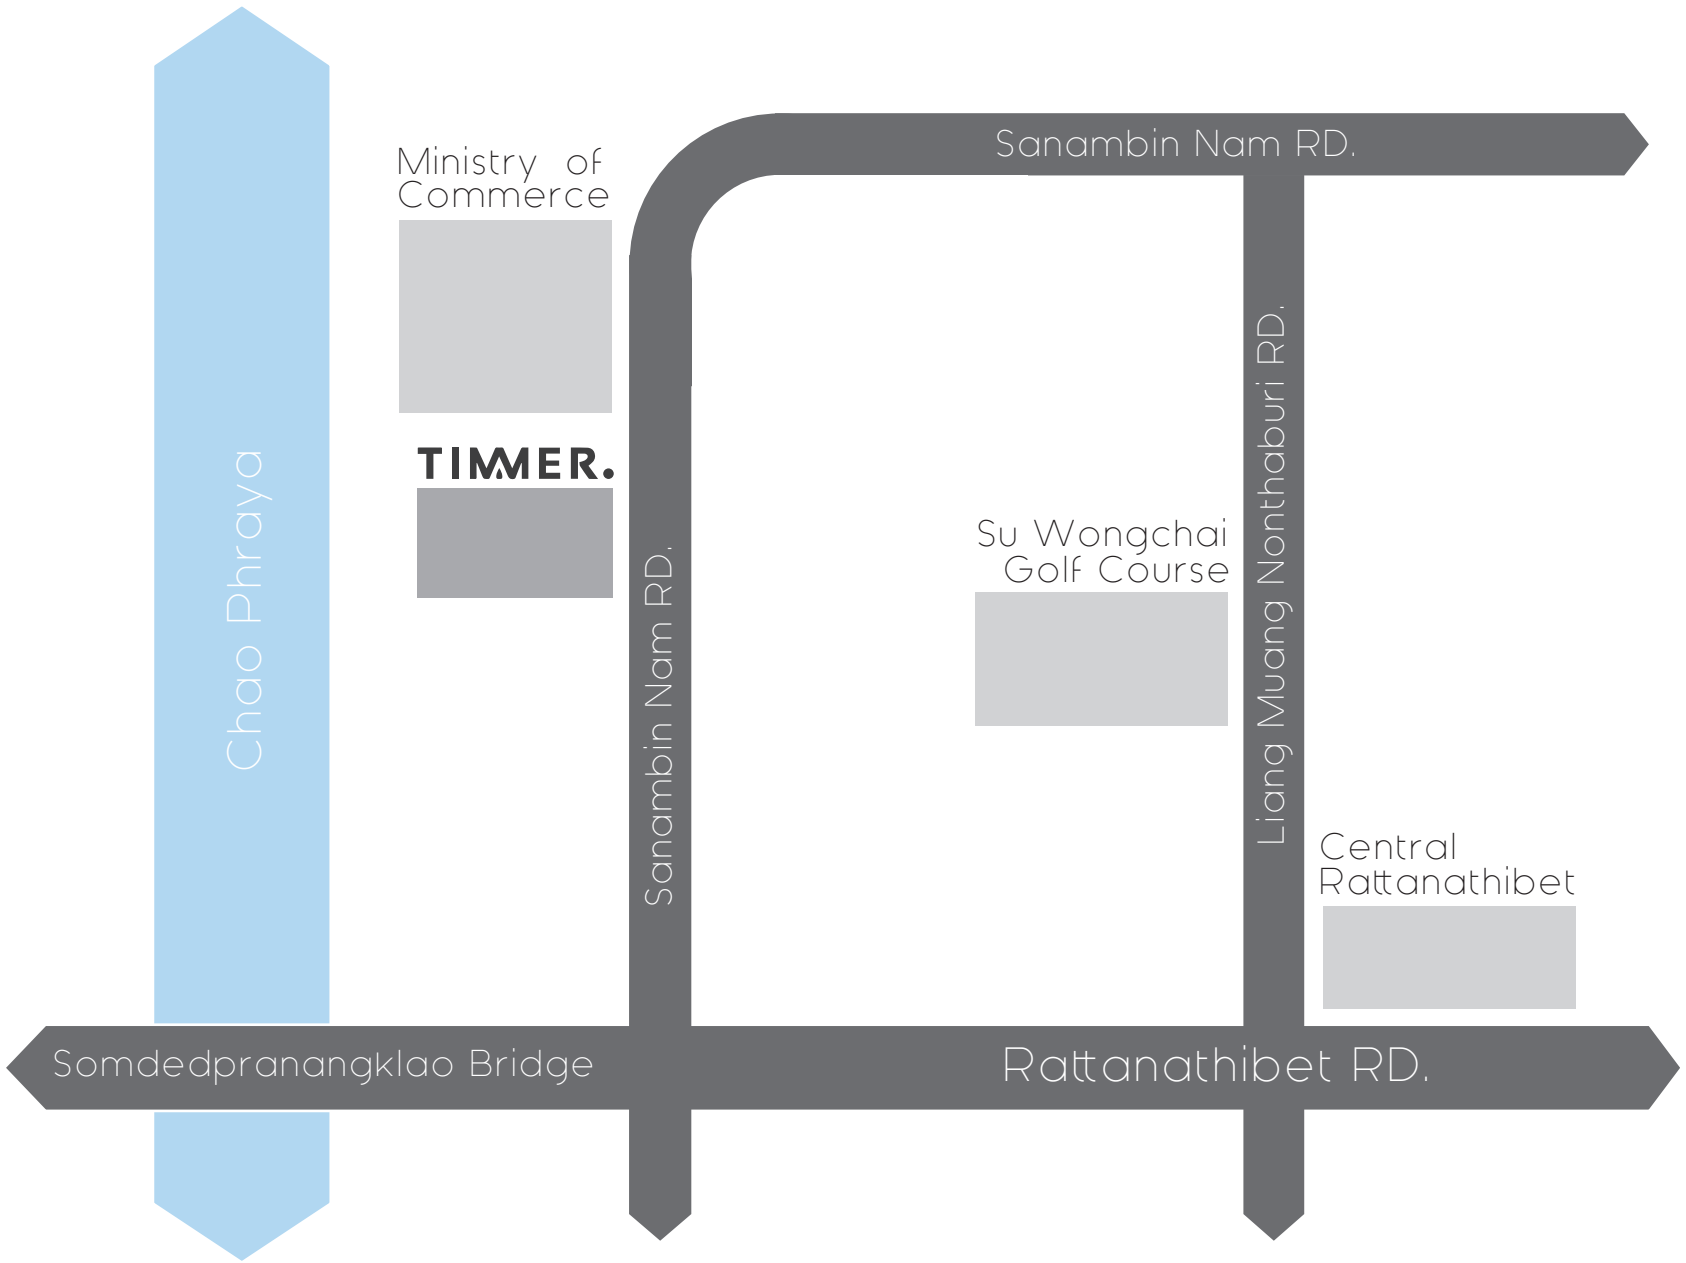 Sanambin Nam RD.
Ministry of
Commerce
TIMMER.
Chao Phraya
Sanambin Nam RD.
Liang Muang Nonthaburi RD.
Su Wongchai
Golf Course
Central
Rattanathibet
Somdedpranangklao Bridge
Rattanathibet RD.